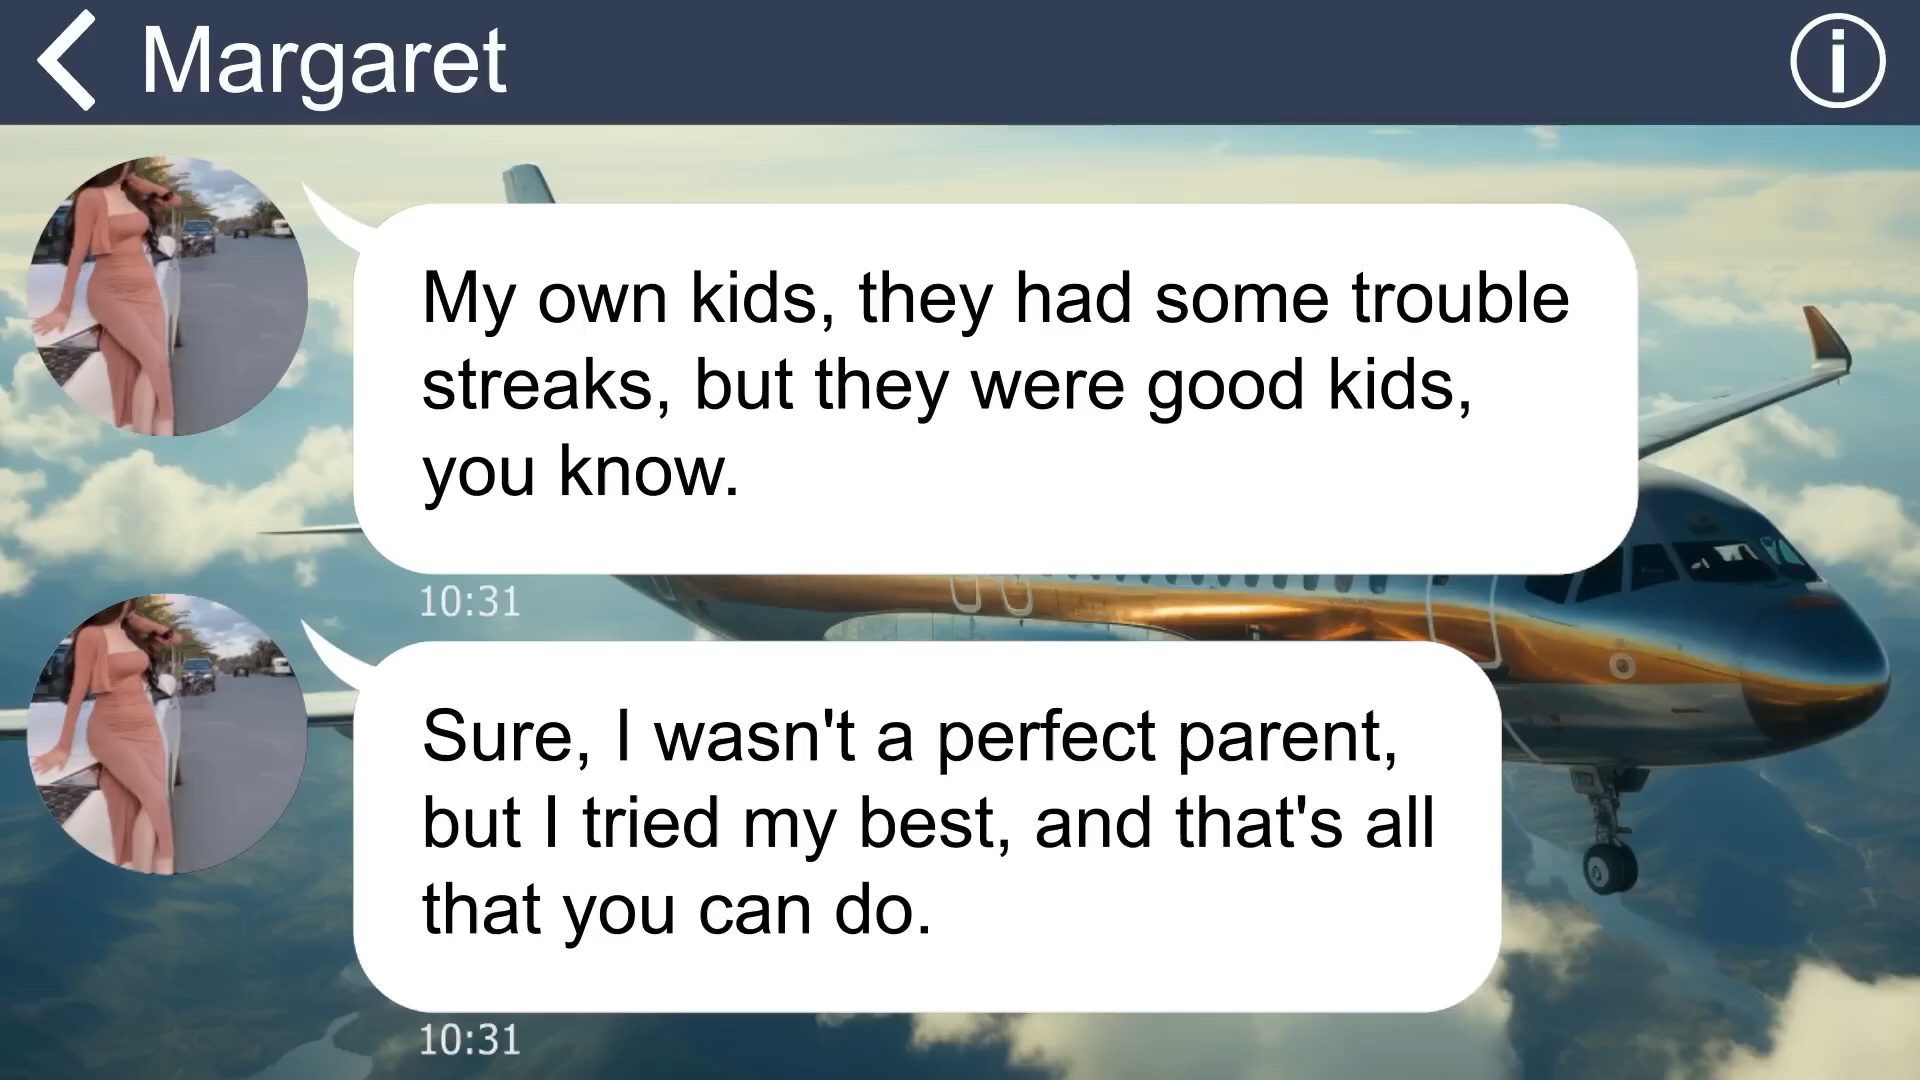 Margaret
My own kids, they had some trouble
streaks, but they were good kids,
you know.
10:31
Sure, I wasn't a perfect parent,
but I tried my best, and that's all
that you can do.
10:31